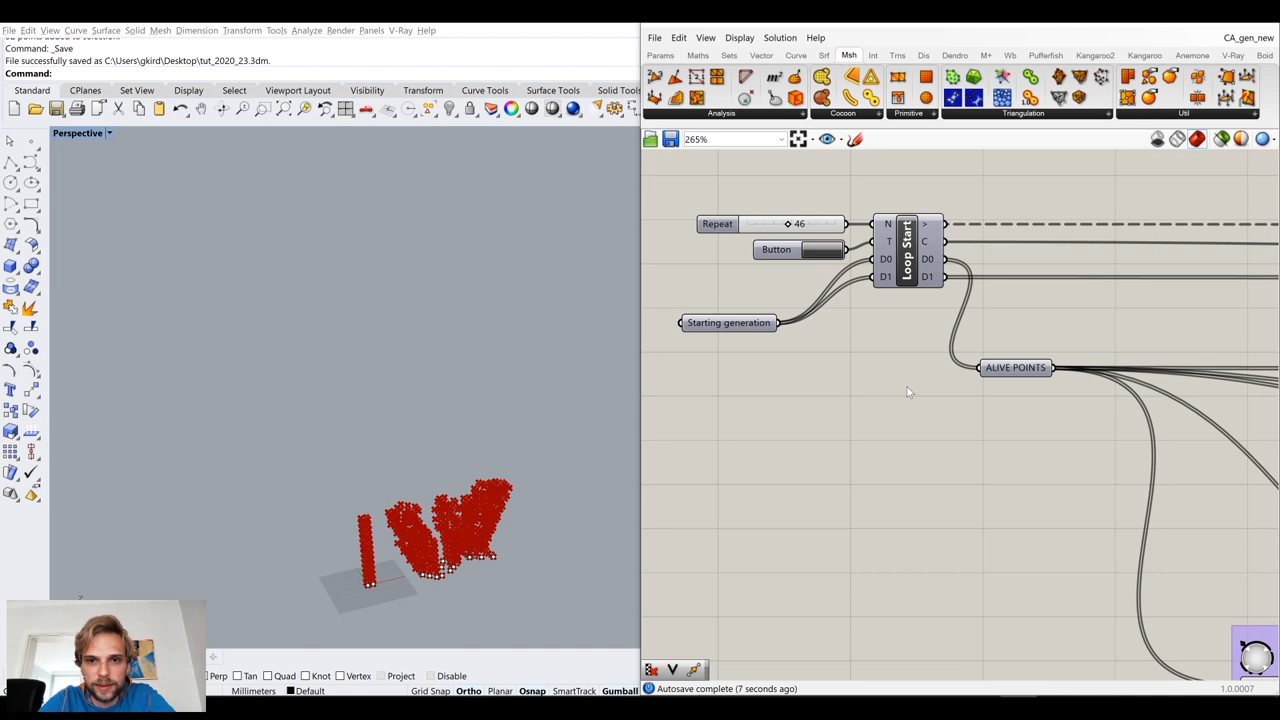 File Edit View Curve Surface Solid Mesh Dimension Transform Tools Analyze Render Panels V-Ray Help
Command: _Save
File successfully saved as C:\Users\gkird\Desktop\tut_2020_23.3dm.
Command:
Standard CPlanes Set View Display Select Viewport Layout Visibility Transform Curve Tools Surface Tools Solid Tools
Perspective
Perp Tan Quad Knot Vertex Project Disable
Millimeters Default Grid Snap Ortho Planar Osnap SmartTrack Gumball
File Edit View Display Solution Help CA_gen_new
Params Maths Sets Vector Curve Srf Msh Int Trns Dis Dendro M+ Wb Pufferfish Kangaroo2 Kangaroo Anemone V-Ray Boid
Analysis Cocoon Primitive Triangulation Util
265%
Repeat 46
Button
N
T
D0
D1
Loop Start
>
C
D0
D1
Starting generation
ALIVE POINTS
V
Autosave complete (7 seconds ago) 1.0.0007